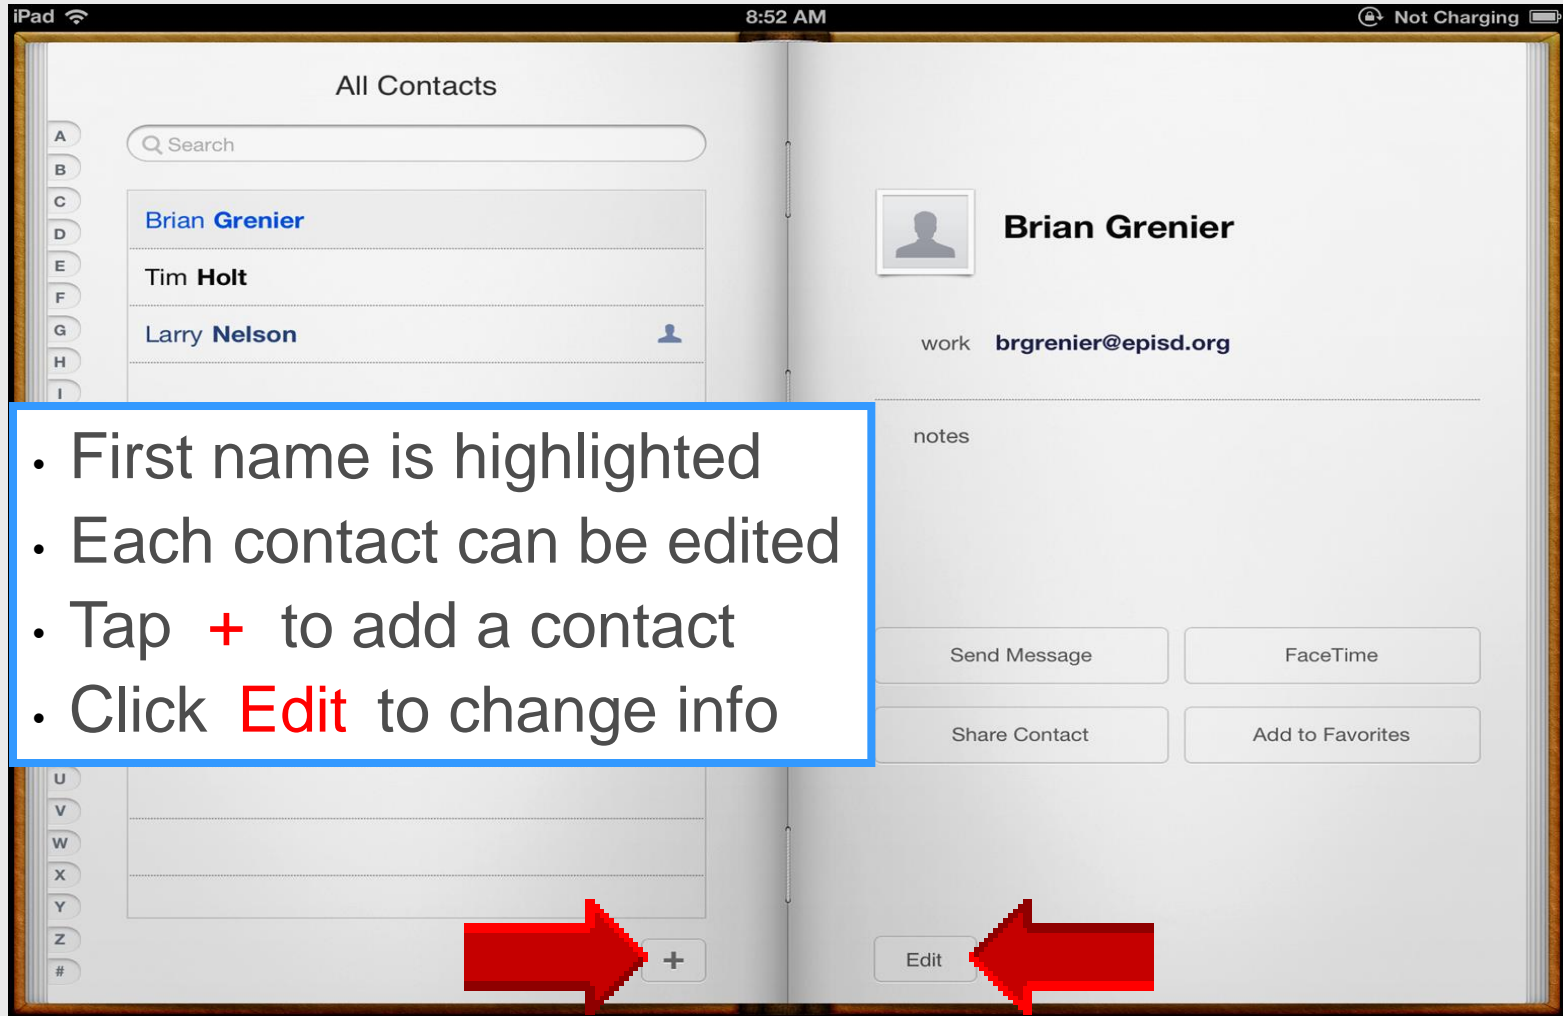 iPad 8:52 AM Not Charging
All Contacts
Search
A
B
C
D
E
F
G
H
I
Brian Grenier
Tim Holt
Larry Nelson
Brian Grenier
work brgrenier@episd.org
notes
• First name is highlighted
• Each contact can be edited
• Tap + to add a contact
• Click Edit to change info
Send Message FaceTime
Share Contact Add to Favorites
U
V
W
X
Y
Z
#
+
Edit